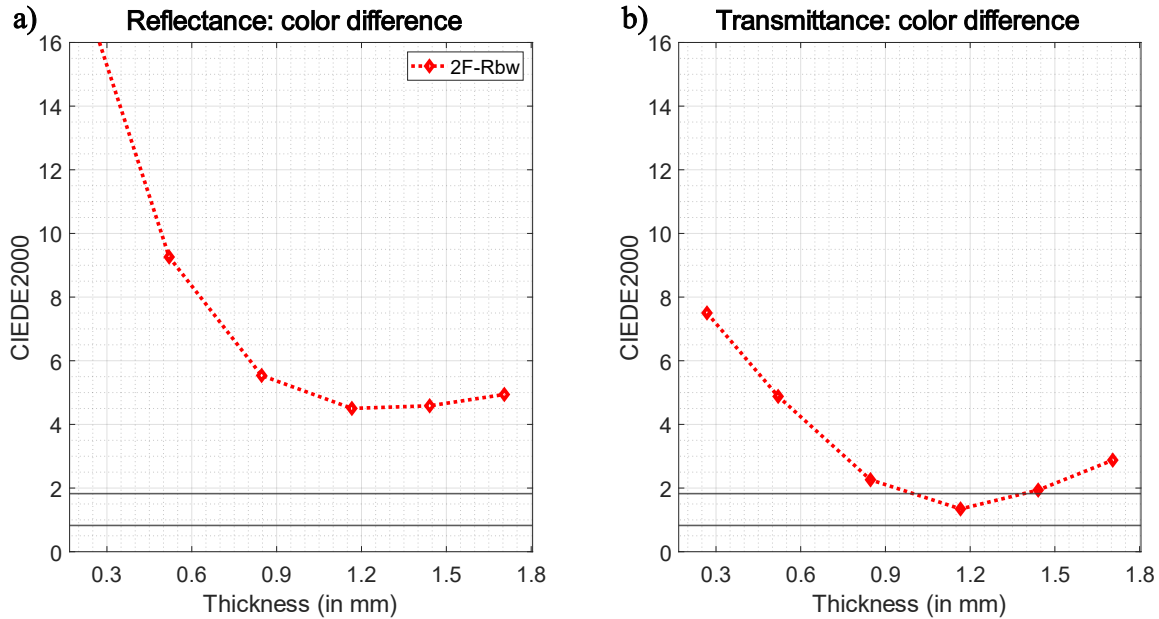 a)
Reflectance: color difference
16
14
12
10
8
6
4
2
0
CIEDE2000
2F-Rbw
0.3 0.6 0.9 1.2 1.5 1.8
Thickness (in mm)
b)
Transmittance: color difference
16
14
12
10
8
6
4
2
0
CIEDE2000
0.3 0.6 0.9 1.2 1.5 1.8
Thickness (in mm)